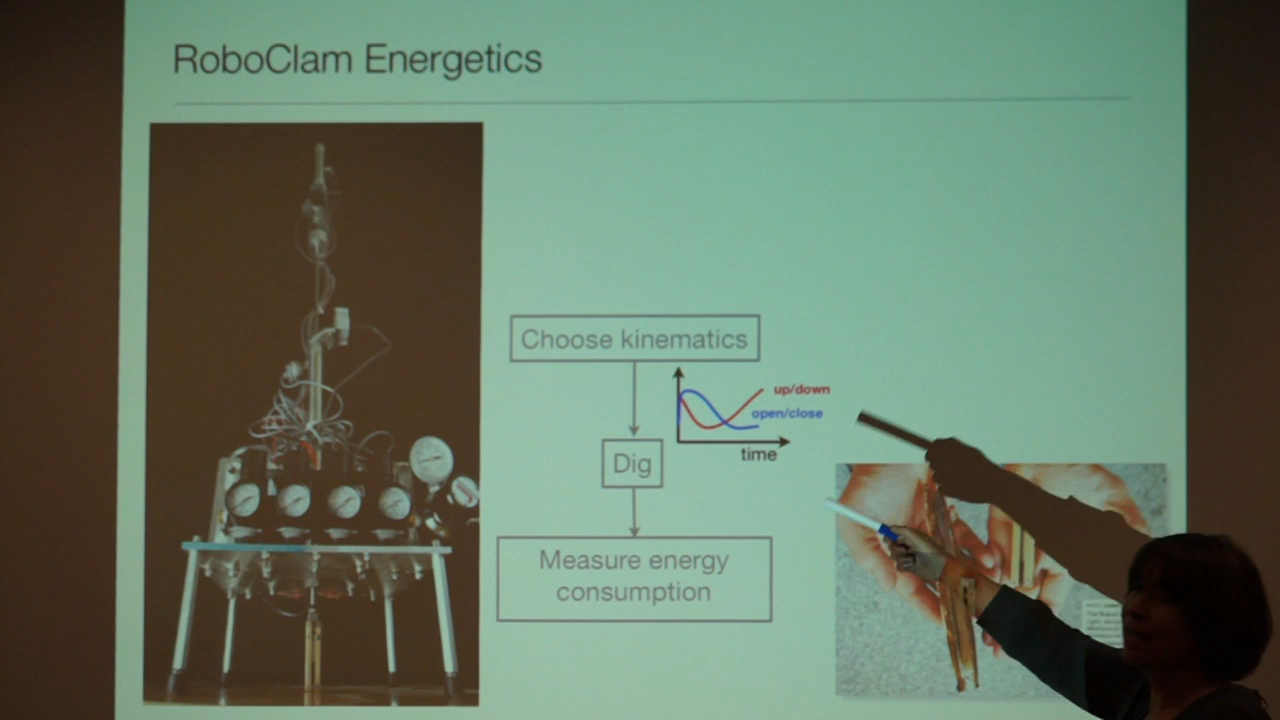 RoboClam Energetics
Choose kinematics
up/down
open/close
time
Dig
Measure energy
consumption